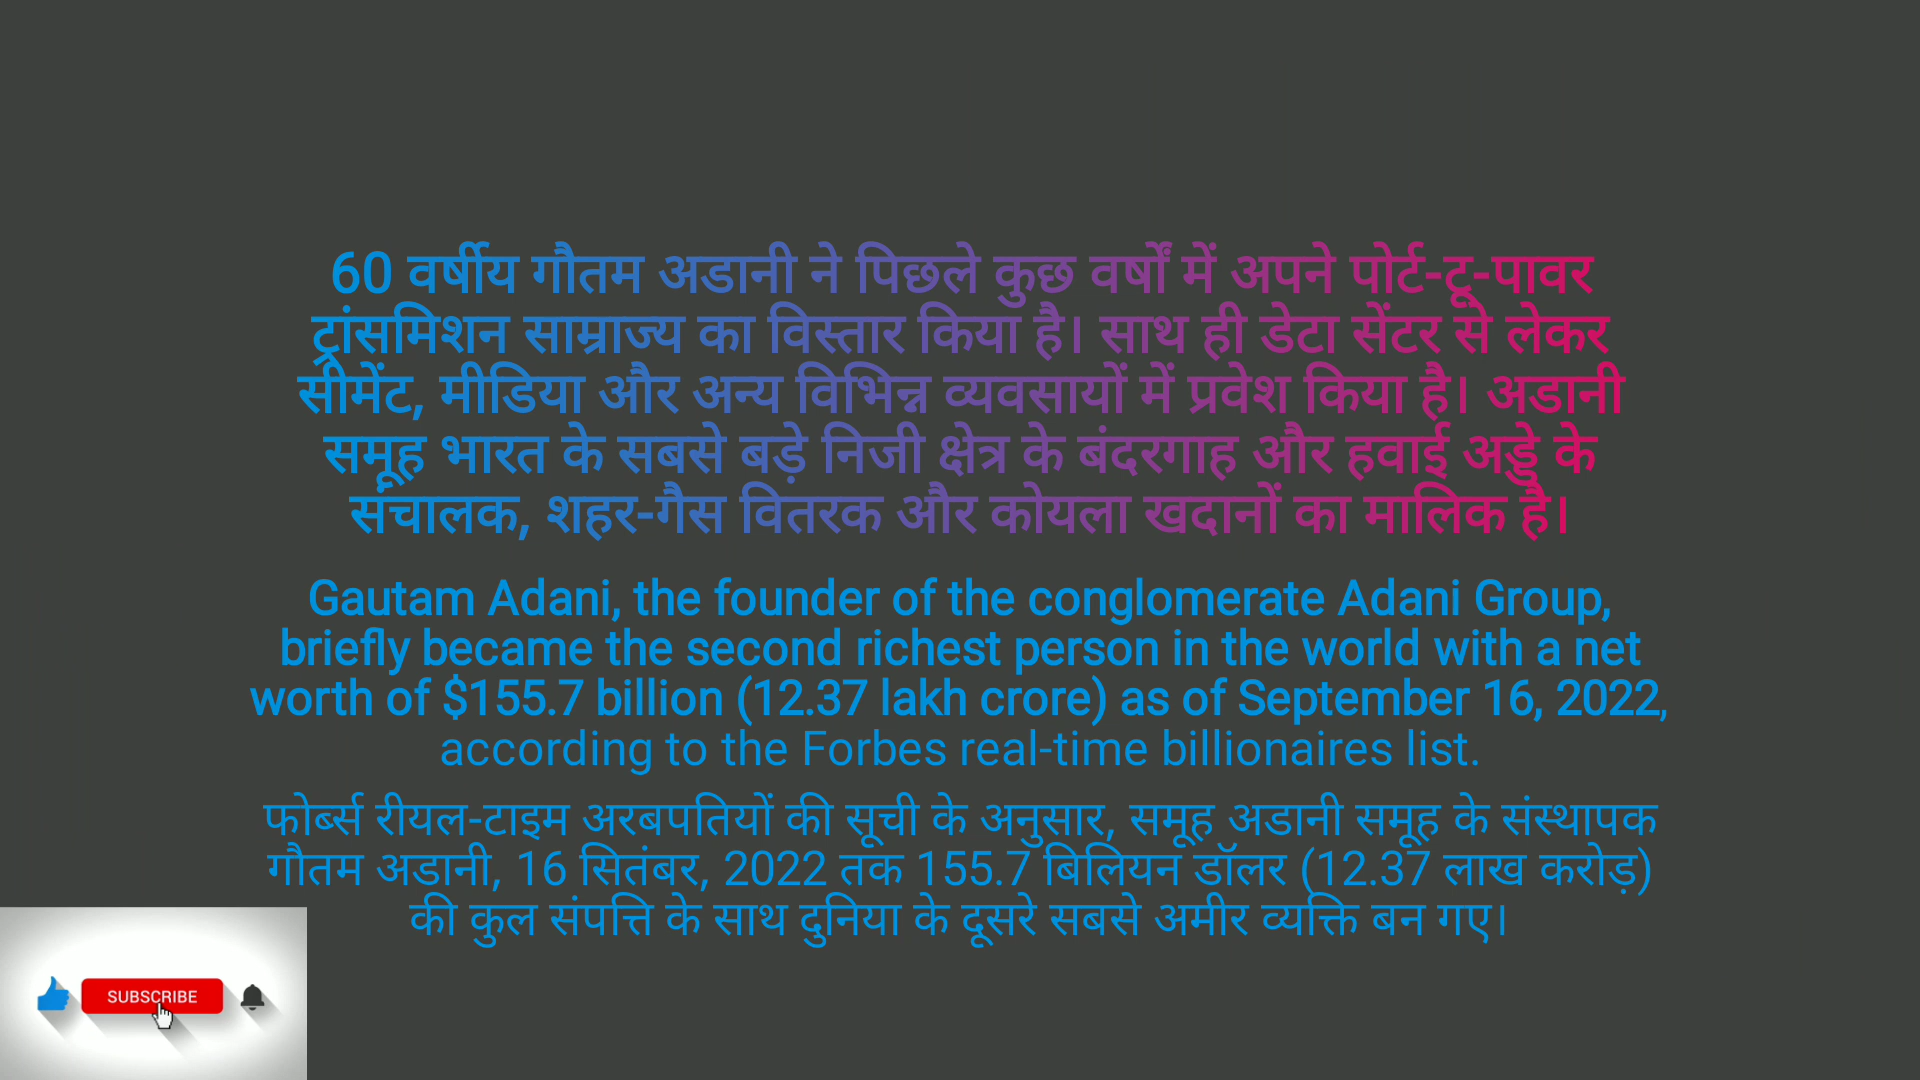 60 वर्षीय गौतम अडानी ने पिछले कुछ वर्षों में अपने पोर्ट-टू-पावर
ट्रांसमिशन साम्राज्य का विस्तार किया है। साथ ही डेटा सेंटर से लेकर
सीमेंट, मीडिया और अन्य विभिन्न व्यवसायों में प्रवेश किया है। अडानी
समूह भारत के सबसे बड़े निजी क्षेत्र के बंदरगाह और हवाई अड्डे के
संचालक, शहर-गैस वितरक और कोयला खदानों का मालिक है।
Gautam Adani, the founder of the conglomerate Adani Group,
briefly became the second richest person in the world with a net
worth of $155.7 billion (12.37 lakh crore) as of September 16, 2022,
according to the Forbes real-time billionaires list.
फोर्ब्स रीयल-टाइम अरबपतियों की सूची के अनुसार, समूह अडानी समूह के संस्थापक
गौतम अडानी, 16 सितंबर, 2022 तक 155.7 बिलियन डॉलर (12.37 लाख करोड़)
की कुल संपत्ति के साथ दुनिया के दूसरे सबसे अमीर व्यक्ति बन गए।
SUBSCRIBE